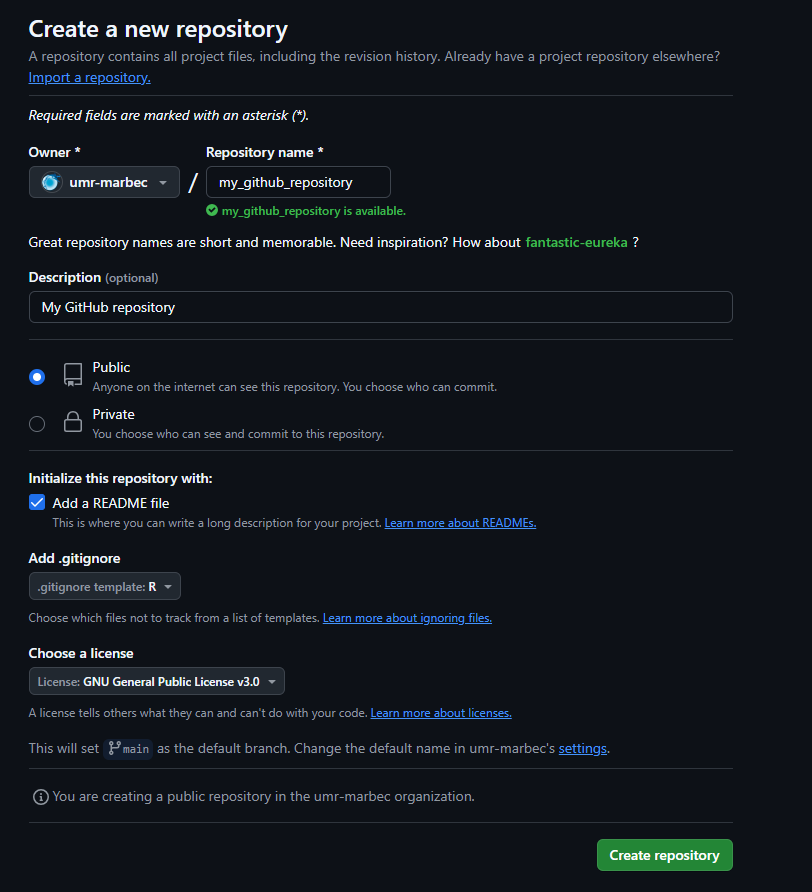 Create a new repository
A repository contains all project files, including the revision history. Already have a project repository elsewhere?
Import a repository.
Required fields are marked with an asterisk (*).
Owner * Repository name *
umr-marbec / my_github_repository
my_github_repository is available.
Great repository names are short and memorable. Need inspiration? How about fantastic-eureka ?
Description (optional)
My GitHub repository
Public
Anyone on the internet can see this repository. You choose who can commit.
Private
You choose who can see and commit to this repository.
Initialize this repository with:
Add a README file
This is where you can write a long description for your project. Learn more about READMEs.
Add .gitignore
.gitignore template: R
Choose which files not to track from a list of templates. Learn more about ignoring files.
Choose a license
License: GNU General Public License v3.0
A license tells others what they can and can't do with your code. Learn more about licenses.
This will set main as the default branch. Change the default name in umr-marbec's settings.
You are creating a public repository in the umr-marbec organization.
Create repository